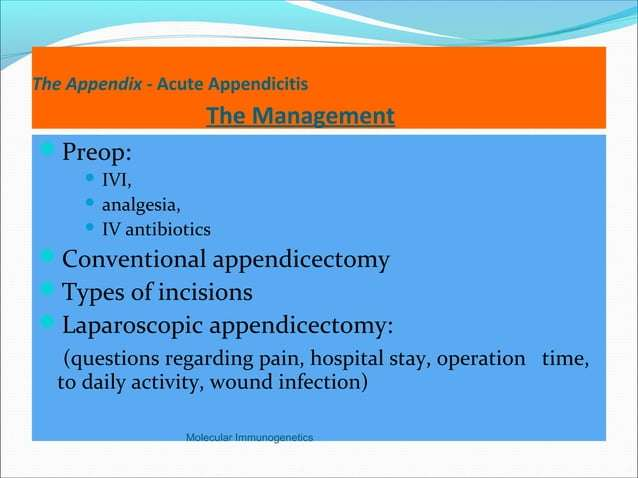 The Appendix - Acute Appendicitis
The Management
Preop:
IVI,
analgesia,
IV antibiotics
Conventional appendicectomy
Types of incisions
Laparoscopic appendicectomy:
(questions regarding pain, hospital stay, operation time,
to daily activity, wound infection)
Molecular Immunogenetics